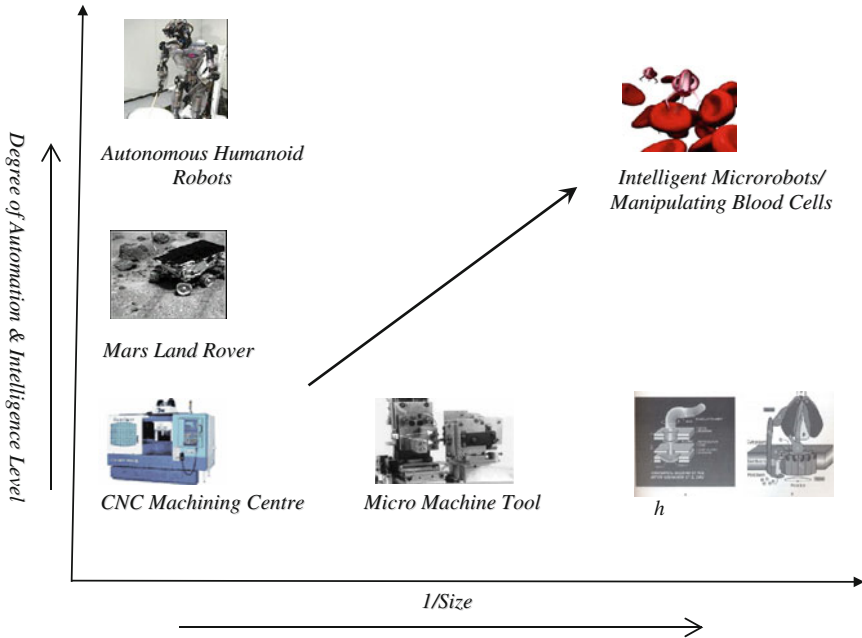 Degree of Automation & Intelligence Level
Autonomous Humanoid
Robots
Intelligent Microrobots/
Manipulating Blood Cells
Mars Land Rover
CNC Machining Centre
Micro Machine Tool
h
1/Size